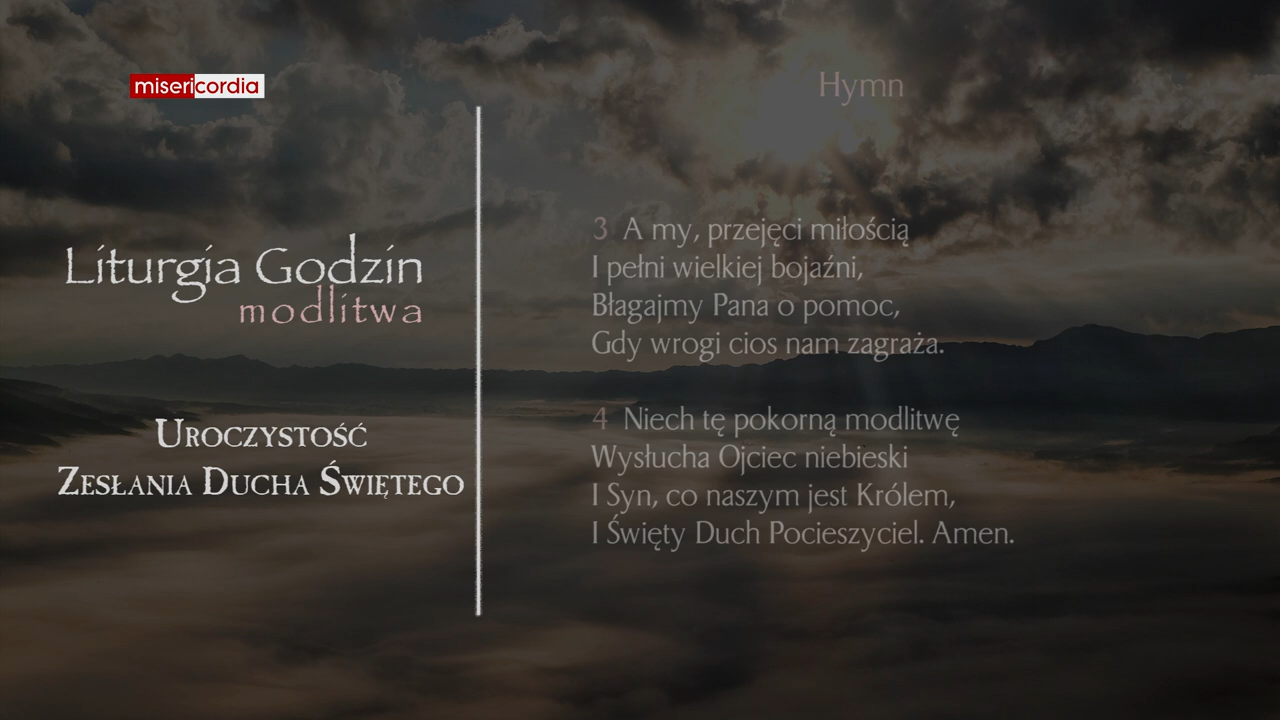 misericordia
Liturgia Godzin
modlitwa
Uroczystość
Zesłania Ducha Świętego
Hymn
3 A my, przejęci miłością
I pełni wielkiej bojaźni,
Błagajmy Pana o pomoc,
Gdy wrogi cios nam zagraża.
4 Niech tę pokorną modlitwę
Wysłucha Ojciec niebieski
I Syn, co naszym jest Królem,
I Święty Duch Pocieszyciel. Amen.